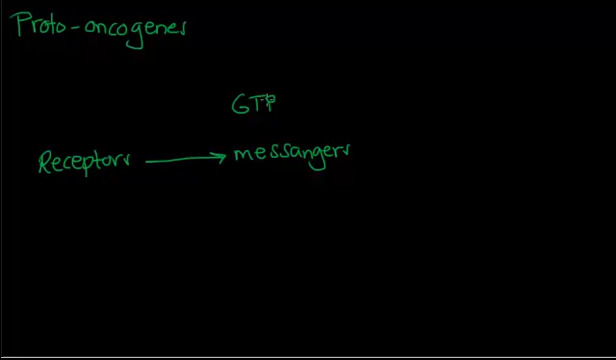 Proto-oncogenes
GTP
Receptors → messangers